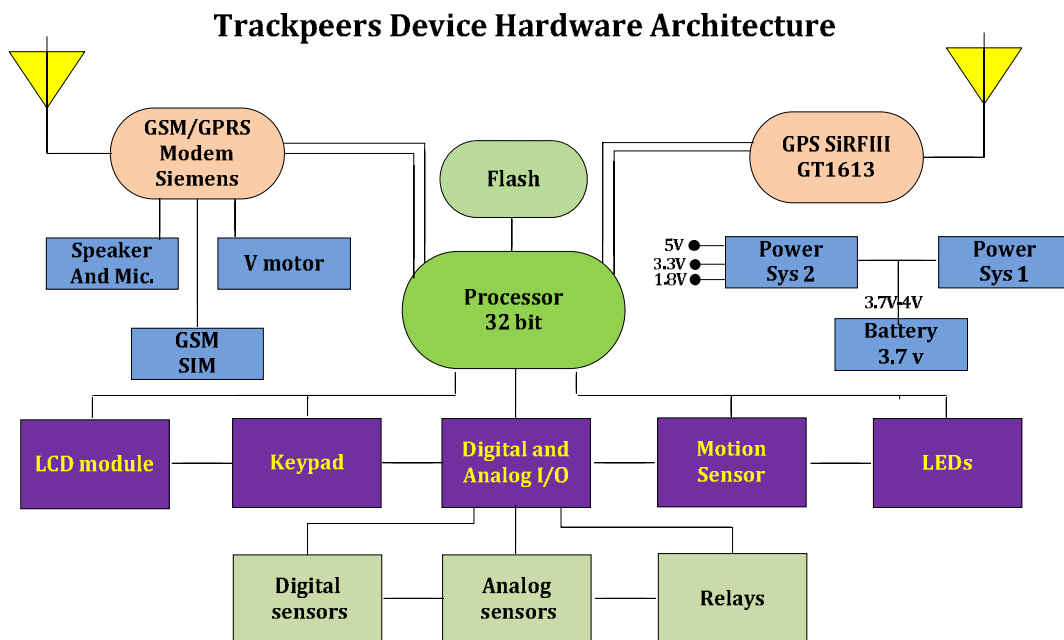 Trackpeers Device Hardware Architecture
GSM/GPRS
Modem
Siemens
Flash
GPS SiRFIII
GT1613
Speaker
And Mic.
V motor
5V
3.3V
1.8V
Power
Sys 2
Power
Sys 1
Processor
32 bit
3.7V-4V
GSM
SIM
Battery
3.7 v
LCD module
Keypad
Digital and
Analog I/O
Motion
Sensor
LEDs
Digital
sensors
Analog
sensors
Relays